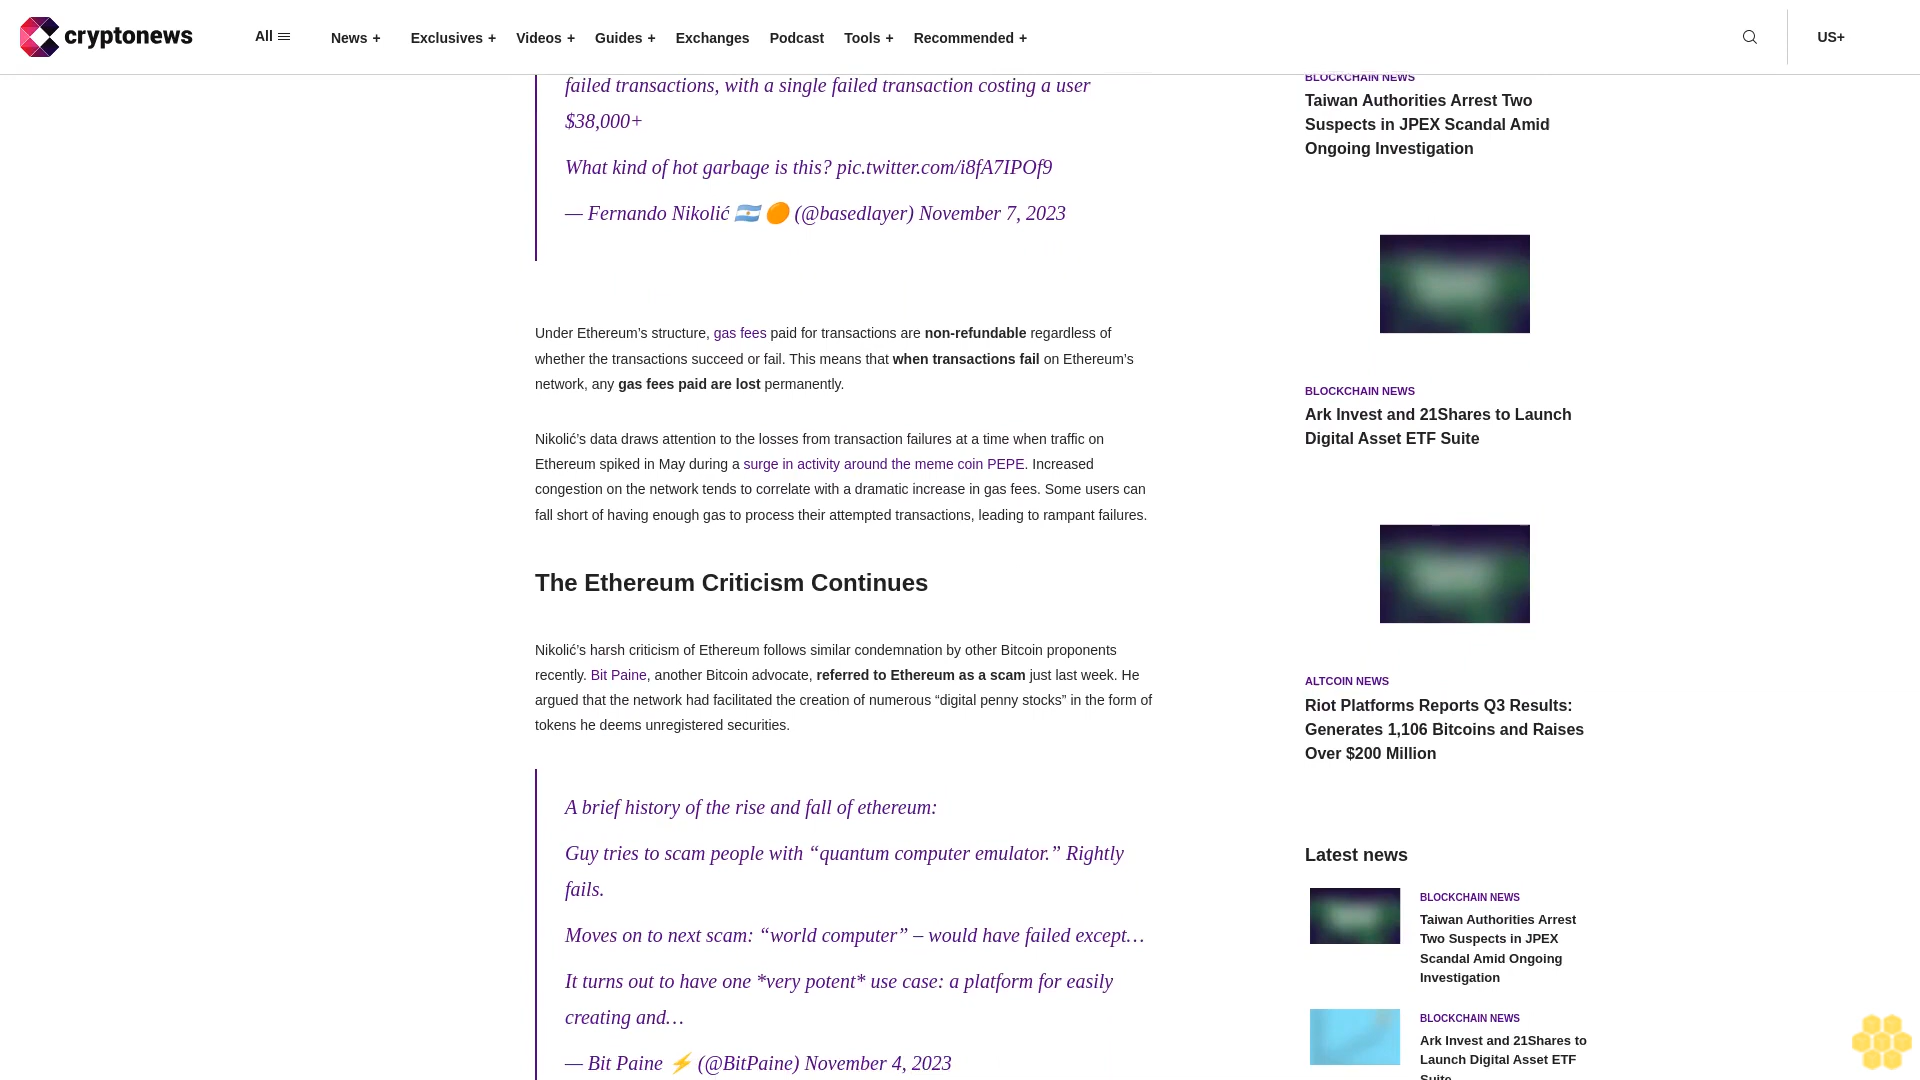 cryptonews
All
News +
Exclusives +
Videos +
Guides +
Exchanges
Podcast
Tools +
Recommended +
US+
failed transactions, with a single failed transaction costing a user
$38,000+
What kind of hot garbage is this? pic.twitter.com/i8fA7IPOf9
— Fernando Nikolić 🇦🇷 🟠 (@basedlayer) November 7, 2023
Under Ethereum’s structure, gas fees paid for transactions are non-refundable regardless of
whether the transactions succeed or fail. This means that when transactions fail on Ethereum’s
network, any gas fees paid are lost permanently.
Nikolić’s data draws attention to the losses from transaction failures at a time when traffic on
Ethereum spiked in May during a surge in activity around the meme coin PEPE. Increased
congestion on the network tends to correlate with a dramatic increase in gas fees. Some users can
fall short of having enough gas to process their attempted transactions, leading to rampant failures.
The Ethereum Criticism Continues
Nikolić’s harsh criticism of Ethereum follows similar condemnation by other Bitcoin proponents
recently. Bit Paine, another Bitcoin advocate, referred to Ethereum as a scam just last week. He
argued that the network had facilitated the creation of numerous “digital penny stocks” in the form of
tokens he deems unregistered securities.
A brief history of the rise and fall of ethereum:
Guy tries to scam people with “quantum computer emulator.” Rightly
fails.
Moves on to next scam: “world computer” – would have failed except…
It turns out to have one *very potent* use case: a platform for easily
creating and…
— Bit Paine ⚡ (@BitPaine) November 4, 2023
BLOCKCHAIN NEWS
Taiwan Authorities Arrest Two
Suspects in JPEX Scandal Amid
Ongoing Investigation
BLOCKCHAIN NEWS
Ark Invest and 21Shares to Launch
Digital Asset ETF Suite
ALTCOIN NEWS
Riot Platforms Reports Q3 Results:
Generates 1,106 Bitcoins and Raises
Over $200 Million
Latest news
BLOCKCHAIN NEWS
Taiwan Authorities Arrest
Two Suspects in JPEX
Scandal Amid Ongoing
Investigation
BLOCKCHAIN NEWS
Ark Invest and 21Shares to
Launch Digital Asset ETF
Suite